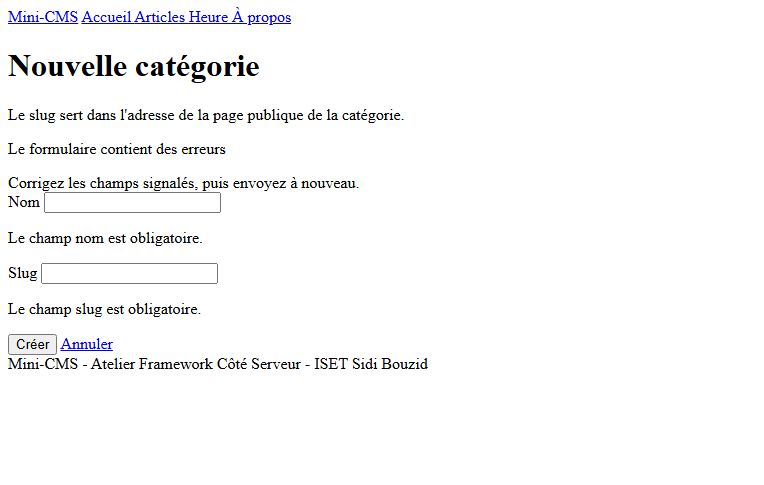 Mini-CMS Accueil Articles Heure À propos
Nouvelle catégorie
Le slug sert dans l'adresse de la page publique de la catégorie.
Le formulaire contient des erreurs
Corrigez les champs signalés, puis envoyez à nouveau.
Nom
Le champ nom est obligatoire.
Slug
Le champ slug est obligatoire.
Créer Annuler
Mini-CMS - Atelier Framework Côté Serveur - ISET Sidi Bouzid